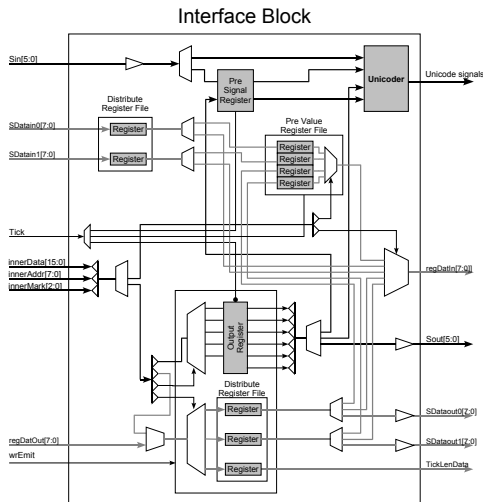 Interface Block
Sin[5:0]
Pre
Signal
Register
Unicoder
Unicode signals
Distribute
Register File
SDatain0[7:0]
Register
SDatain1[7:0]
Register
Pre Value
Register File
Register
Register
Register
Register
Tick
innerData[15:0]
innerAddr[7:0]
innerMark[2:0]
regDatIn[7:0]]
Output
Register
Sout[5:0]
Distribute
Register File
Register
SDataout0[7:0]
regDatOut[7:0]
Register
SDataout1[7:0]
wrEmit
Register
TickLenData